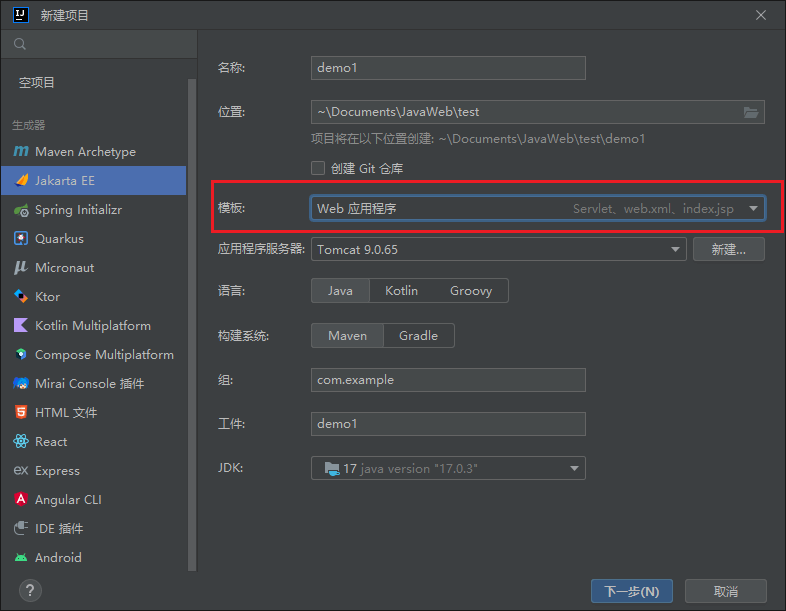 新建项目
空项目
生成器
Maven Archetype
Jakarta EE
Spring Initializr
Quarkus
Micronaut
Ktor
Kotlin Multiplatform
Compose Multiplatform
Mirai Console 插件
HTML 文件
React
ex Express
Angular CLI
IDE 插件
Android
名称: demo1
位置: ~\Documents\JavaWeb\test
项目将在以下位置创建: ~\Documents\JavaWeb\test\demo1
创建 Git 仓库
模板: Web 应用程序 Servlet、web.xml、index.jsp
应用程序服务器: Tomcat 9.0.65 新建...
语言: Java Kotlin Groovy
构建系统: Maven Gradle
组: com.example
工件: demo1
JDK: 17 java version "17.0.3"
? 下一步(N) 取消